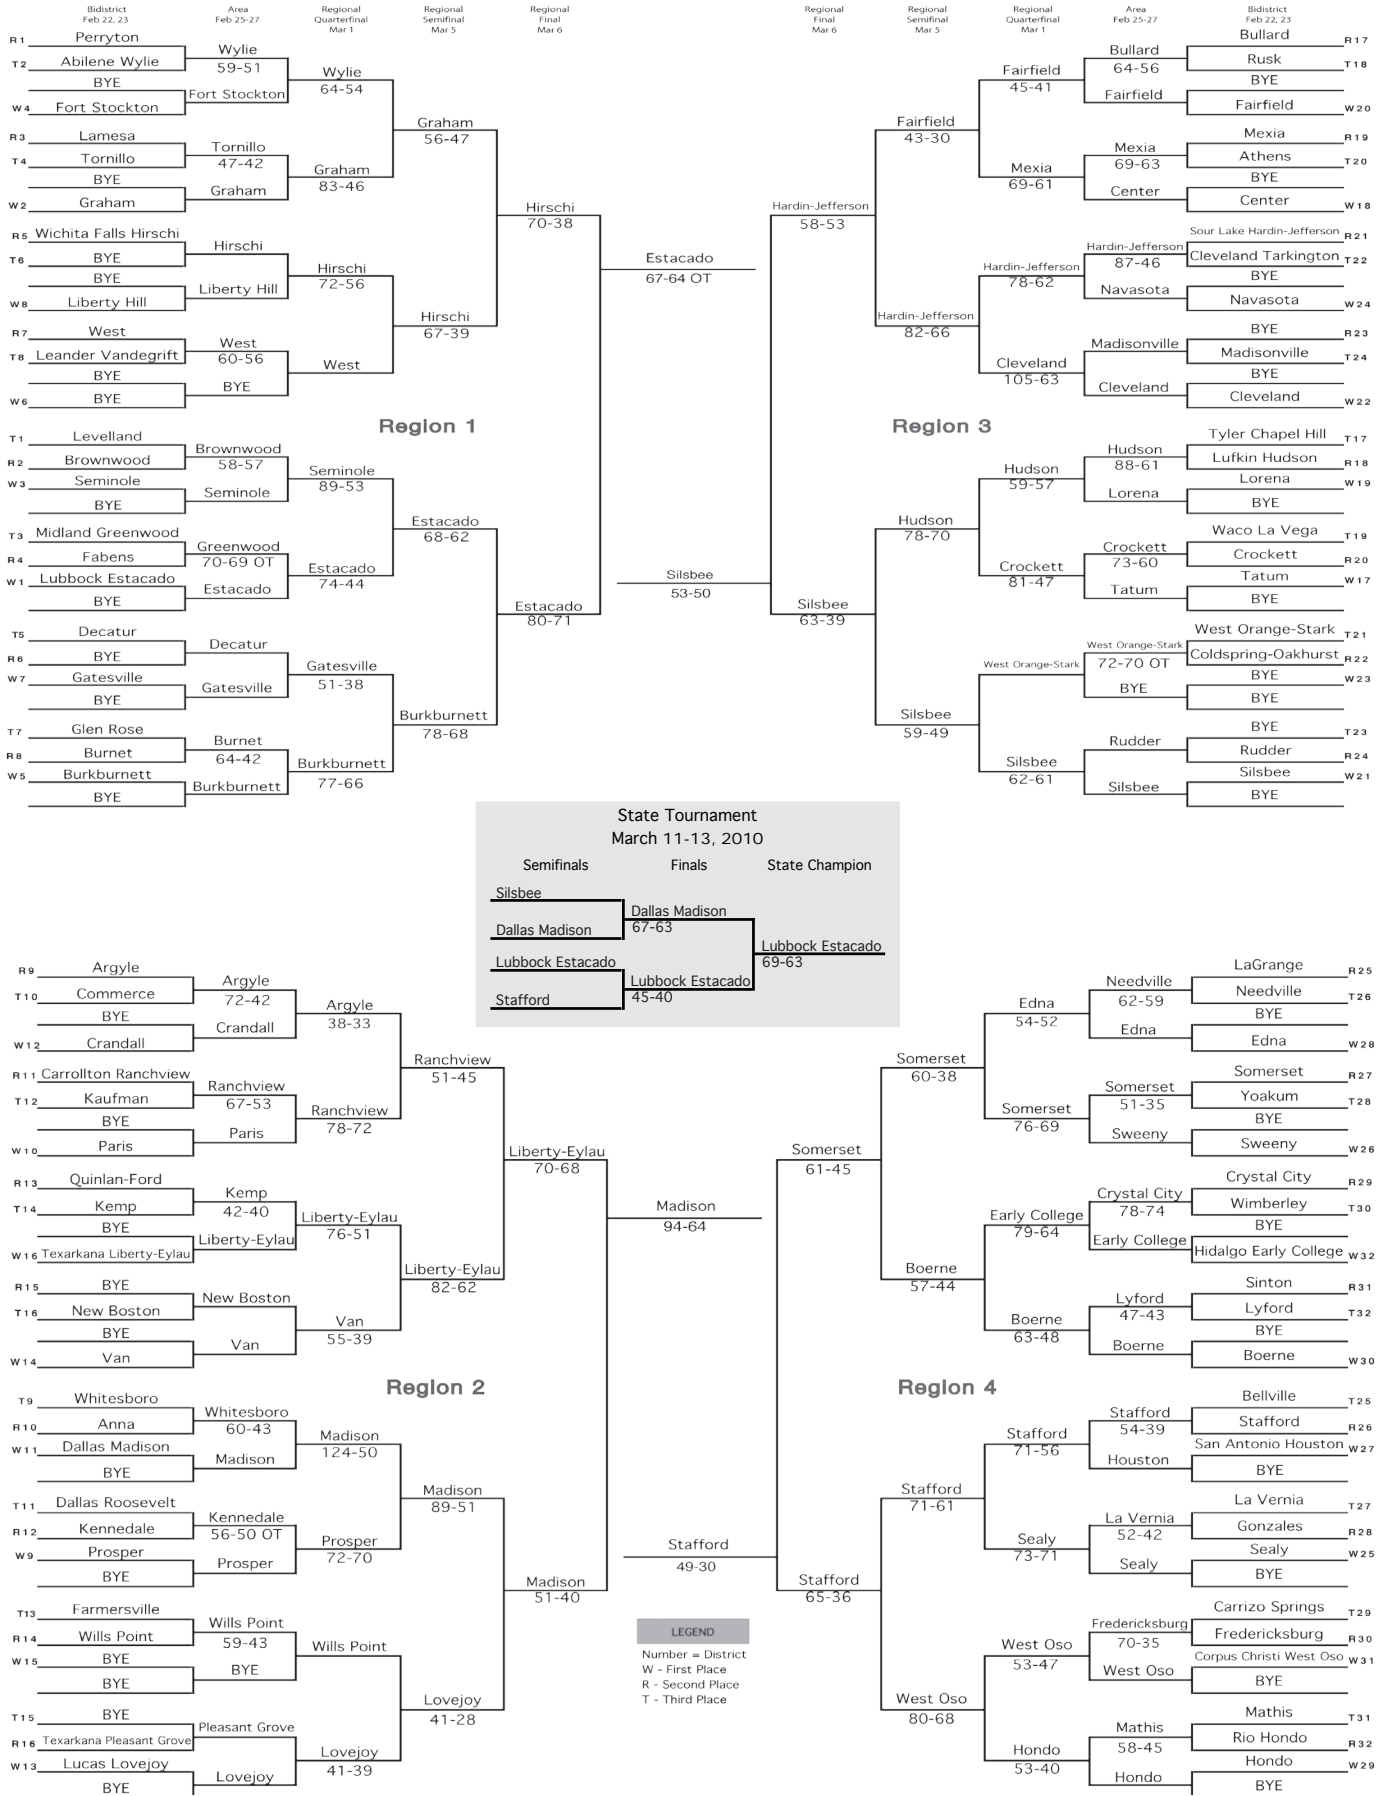 Bidistrict
Feb 22, 23
Area
Feb 25-27
Regional
Quarterfinal
Mar 1
Regional
Semifinal
Mar 5
Regional
Final
Mar 6
Regional
Final
Mar 6
Regional
Semifinal
Mar 5
Regional
Quarterfinal
Mar 1
Area
Feb 25-27
Bidistrict
Feb 22, 23
R1 Perryton
T2 Abilene Wylie
BYE
W4 Fort Stockton
R3 Lamesa
T4 Tornillo
BYE
W2 Graham
R5 Wichita Falls Hirschi
T6 BYE
BYE
W8 Liberty Hill
R7 West
T8 Leander Vandegrift
BYE
W6 BYE
Wylie
59-51
Fort Stockton
Tornillo
47-42
Graham
Hirschi
Liberty Hill
West
60-56
BYE
Wylie
64-54
Graham
83-46
Hirschi
72-56
West
Graham
56-47
Hirschi
67-39
Hirschi
70-38
Region 1
T1 Levelland
R2 Brownwood
W3 Seminole
BYE
T3 Midland Greenwood
R4 Fabens
W1 Lubbock Estacado
BYE
T5 Decatur
R6 BYE
W7 Gatesville
BYE
T7 Glen Rose
R8 Burnet
W5 Burkburnett
BYE
Brownwood
58-57
Seminole
Greenwood
70-69 OT
Estacado
Decatur
Gatesville
Burnet
64-42
Burkburnett
Seminole
89-53
Estacado
74-44
Gatesville
51-38
Burkburnett
77-66
Estacado
68-62
Burkburnett
78-68
Estacado
80-71
Estacado
67-64 OT
Bullard R17
Rusk T18
BYE
Fairfield W20
Mexia R19
Athens T20
BYE
Center W18
Sour Lake Hardin-Jefferson R21
Cleveland Tarkington T22
BYE
Navasota W24
BYE R23
Madisonville T24
BYE
Cleveland W22
Bullard
64-56
Fairfield
Mexia
69-63
Center
Hardin-Jefferson
87-46
Navasota
Madisonville
Cleveland
Fairfield
45-41
Mexia
69-61
Hardin-Jefferson
78-62
Cleveland
105-63
Fairfield
43-30
Hardin-Jefferson
82-66
Hardin-Jefferson
58-53
Region 3
Tyler Chapel Hill T17
Lufkin Hudson R18
Lorena W19
BYE
Waco La Vega T19
Crockett R20
Tatum W17
BYE
West Orange-Stark T21
Coldspring-Oakhurst R22
BYE W23
BYE
BYE T23
Rudder R24
Silsbee W21
BYE
Hudson
88-61
Lorena
Crockett
73-60
Tatum
West Orange-Stark
72-70 OT
BYE
Rudder
Silsbee
Hudson
59-57
Crockett
81-47
West Orange-Stark
Silsbee
62-61
Hudson
78-70
Silsbee
59-49
Silsbee
63-39
Silsbee
53-50
State Tournament
March 11-13, 2010
Semifinals Finals State Champion
Silsbee
Dallas Madison
Lubbock Estacado
Stafford
Dallas Madison
67-63
Lubbock Estacado
45-40
Lubbock Estacado
69-63
R9 Argyle
T10 Commerce
BYE
W12 Crandall
R11 Carrollton Ranchview
T12 Kaufman
BYE
W10 Paris
R13 Quinlan-Ford
T14 Kemp
BYE
W16 Texarkana Liberty-Eylau
R15 BYE
T16 New Boston
BYE
W14 Van
Argyle
72-42
Crandall
Ranchview
67-53
Paris
Kemp
42-40
Liberty-Eylau
New Boston
Van
Argyle
38-33
Ranchview
78-72
Liberty-Eylau
76-51
Van
55-39
Ranchview
51-45
Liberty-Eylau
82-62
Liberty-Eylau
70-68
Region 2
T9 Whitesboro
R10 Anna
W11 Dallas Madison
BYE
T11 Dallas Roosevelt
R12 Kennedale
W9 Prosper
BYE
T13 Farmersville
R14 Wills Point
W15 BYE
BYE
T15 BYE
R16 Texarkana Pleasant Grove
W13 Lucas Lovejoy
BYE
Whitesboro
60-43
Madison
Kennedale
56-50 OT
Prosper
Wills Point
59-43
BYE
Pleasant Grove
Lovejoy
Madison
124-50
Prosper
72-70
Wills Point
Lovejoy
41-39
Madison
89-51
Lovejoy
41-28
Madison
51-40
Madison
94-64
LaGrange R25
Needville T26
BYE
Edna W28
Somerset R27
Yoakum T28
BYE
Sweeny W26
Crystal City R29
Wimberley T30
BYE
Hidalgo Early College W32
Sinton R31
Lyford T32
BYE
Boerne W30
Needville
62-59
Edna
Somerset
51-35
Sweeny
Crystal City
78-74
Early College
Lyford
47-43
Boerne
Edna
54-52
Somerset
76-69
Early College
79-64
Boerne
63-48
Somerset
60-38
Boerne
57-44
Somerset
61-45
Region 4
Bellville T25
Stafford R26
San Antonio Houston W27
BYE
La Vernia T27
Gonzales R28
Sealy W25
BYE
Carrizo Springs T29
Fredericksburg R30
Corpus Christi West Oso W31
BYE
Mathis T31
Rio Hondo R32
Hondo W29
BYE
Stafford
54-39
Houston
La Vernia
52-42
Sealy
Fredericksburg
70-35
West Oso
Mathis
58-45
Hondo
Stafford
71-56
Sealy
73-71
West Oso
53-47
Hondo
53-40
Stafford
71-61
West Oso
80-68
Stafford
65-36
Stafford
49-30
LEGEND
Number = District
W - First Place
R - Second Place
T - Third Place